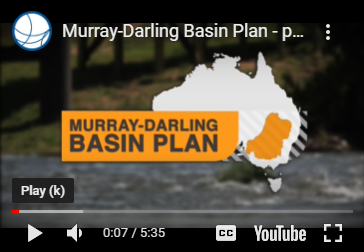 Murray-Darling Basin Plan - p...
MURRAY-DARLING
BASIN PLAN
Play (k)
0:07 / 5:35
CC
YouTube